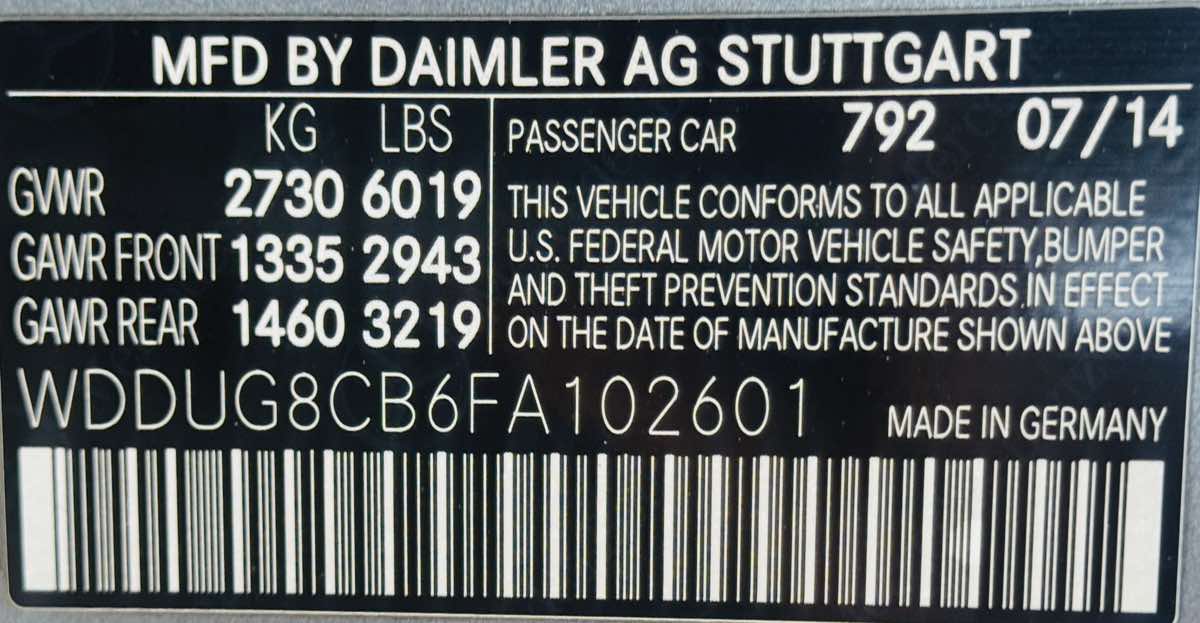 MFD BY DAIMLER AG STUTTGART
KG LBS
GVWR 2730 6019
GAWR FRONT 1335 2943
GAWR REAR 1460 3219
PASSENGER CAR 792 07/14
THIS VEHICLE CONFORMS TO ALL APPLICABLE
U.S. FEDERAL MOTOR VEHICLE SAFETY,BUMPER
AND THEFT PREVENTION STANDARDS IN EFFECT
ON THE DATE OF MANUFACTURE SHOWN ABOVE
WDDUG8CB6FA102601
MADE IN GERMANY